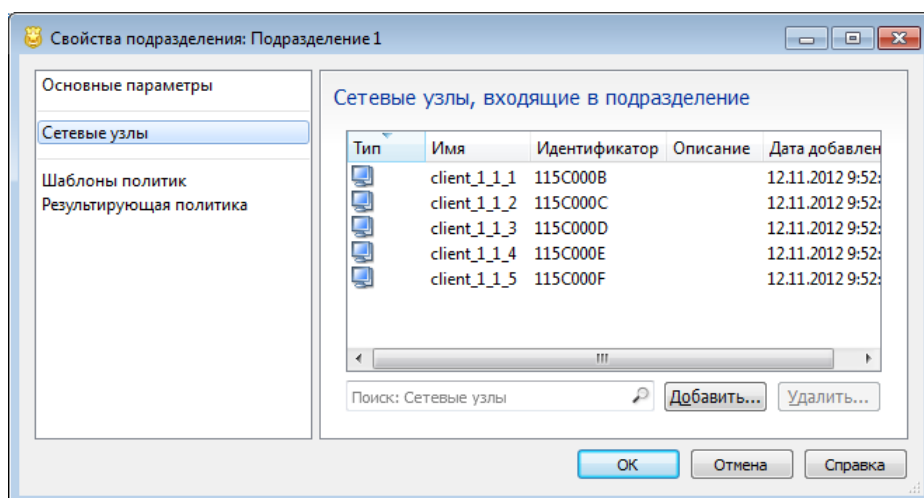 Свойства подразделения: Подразделение 1
Основные параметры
Сетевые узлы
Шаблоны политик
Результирующая политика
Сетевые узлы, входящие в подразделение
Тип Имя Идентификатор Описание Дата добавлен
client_1_1_1 115C000B 12.11.2012 9:52:
client_1_1_2 115C000C 12.11.2012 9:52:
client_1_1_3 115C000D 12.11.2012 9:52:
client_1_1_4 115C000E 12.11.2012 9:52:
client_1_1_5 115C000F 12.11.2012 9:52:
Поиск: Сетевые узлы Добавить... Удалить...
OK Отмена Справка